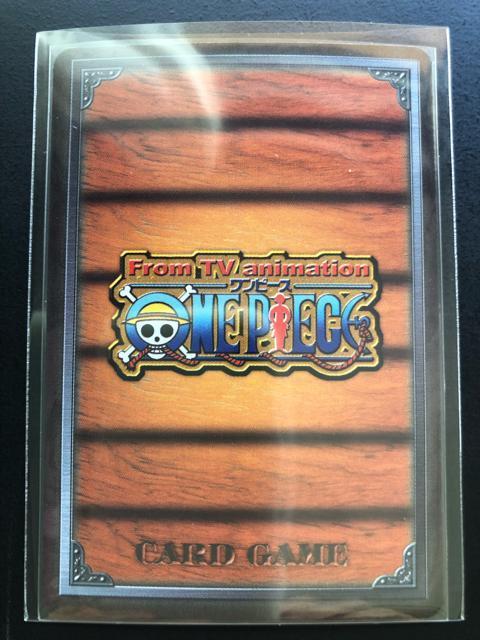 From TV animation
ワンピース
ONE PIECE
CARD GAME